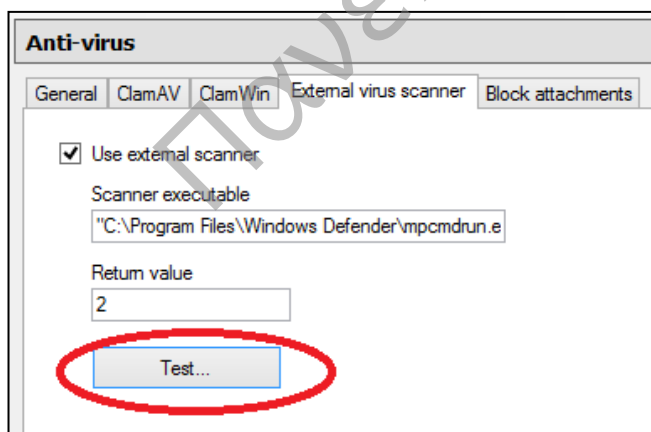 Anti-virus
General ClamAV ClamWin External virus scanner Block attachments
Use external scanner
Scanner executable
"C:\Program Files\Windows Defender\mpcmdrun.e
Return value
2
Test...